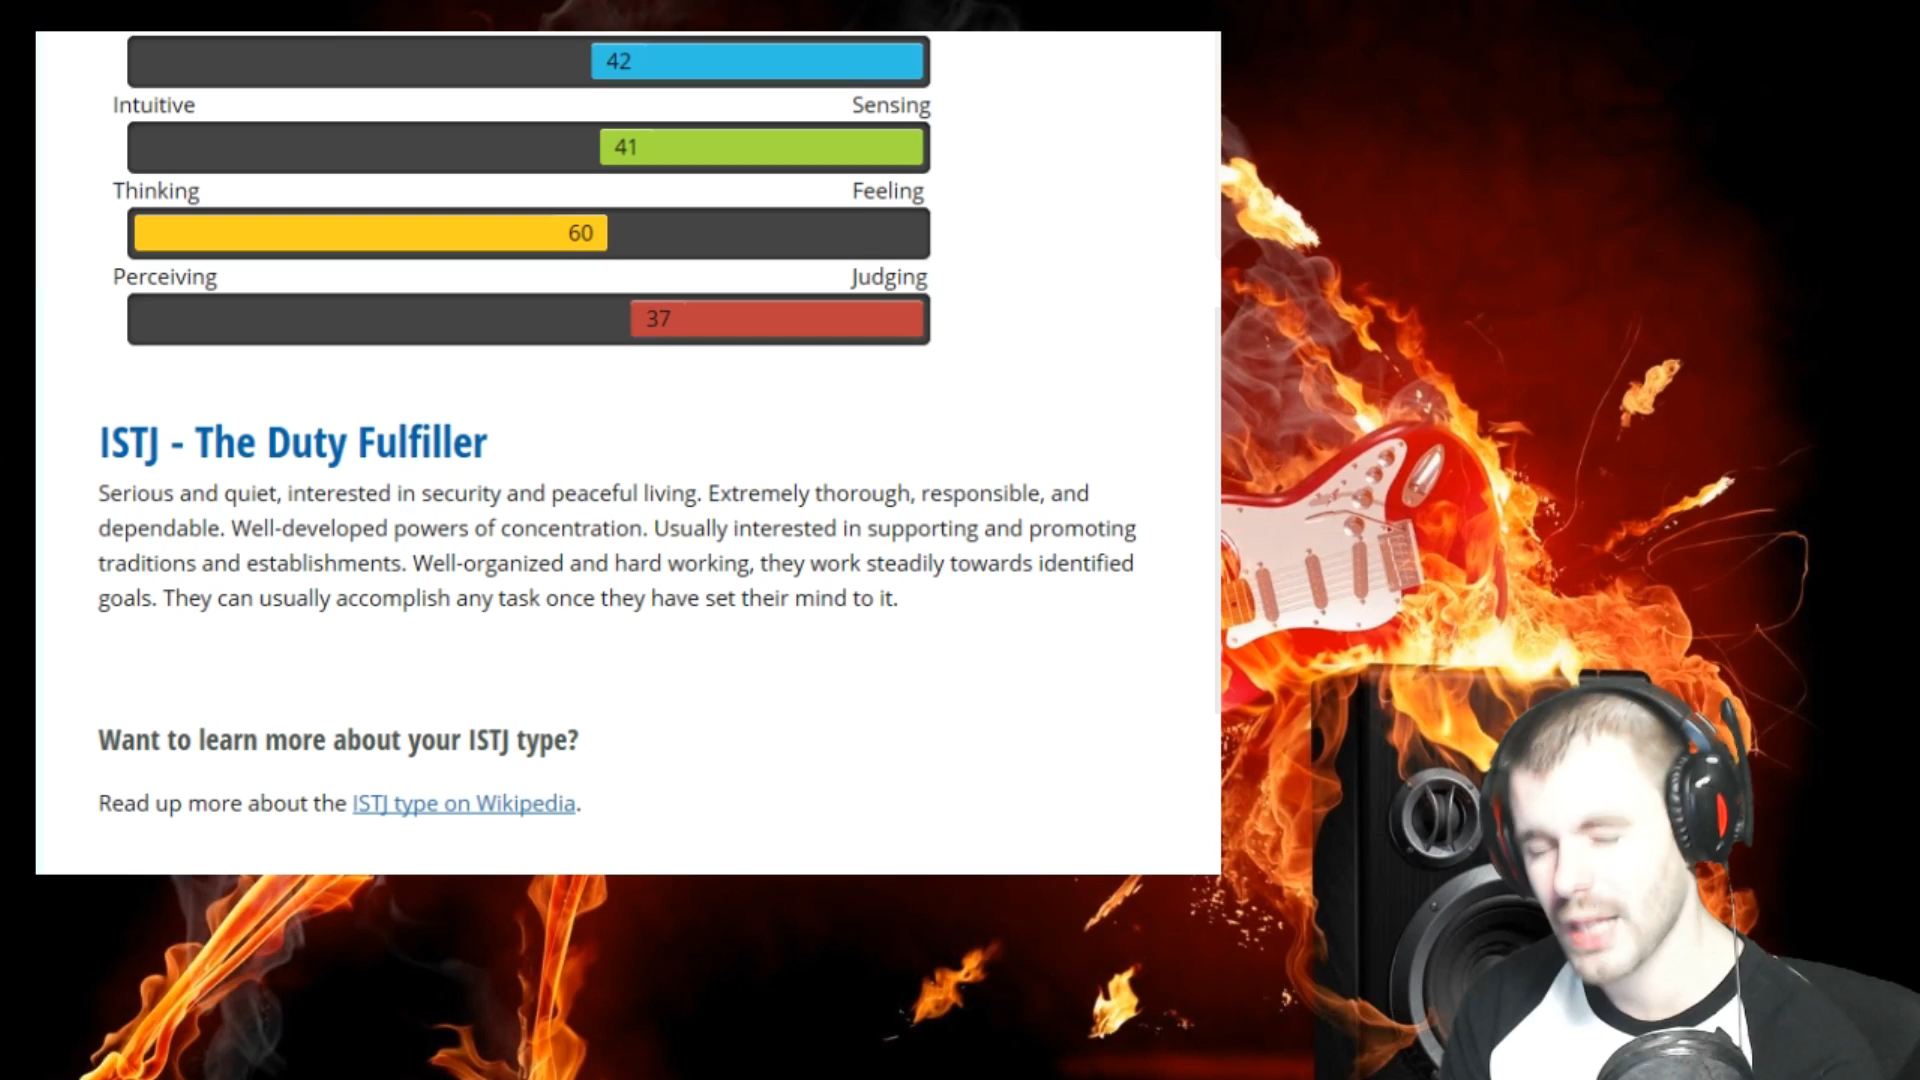 42
Intuitive Sensing
41
Thinking Feeling
60
Perceiving Judging
37
ISTJ - The Duty Fulfiller
Serious and quiet, interested in security and peaceful living. Extremely thorough, responsible, and
dependable. Well-developed powers of concentration. Usually interested in supporting and promoting
traditions and establishments. Well-organized and hard working, they work steadily towards identified
goals. They can usually accomplish any task once they have set their mind to it.
Want to learn more about your ISTJ type?
Read up more about the ISTJ type on Wikipedia.